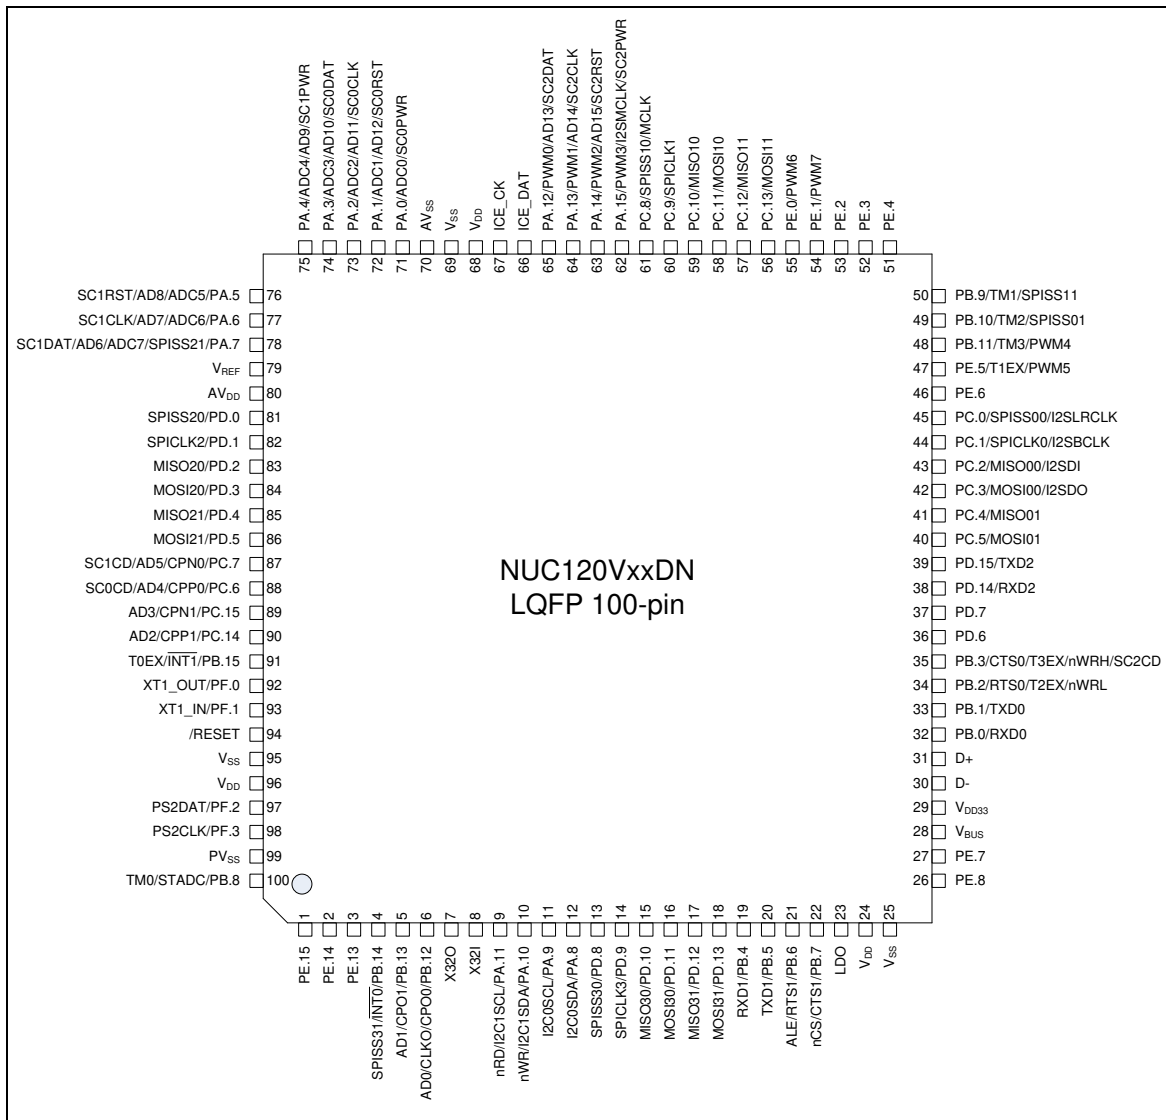 PA.4/ADC4/AD9/SC1PWR
PA.3/ADC3/AD10/SC0DAT
PA.2/ADC2/AD11/SC0CLK
PA.1/ADC1/AD12/SC0RST
PA.0/ADC0/SC0PWR
AVSS
VSS
VDD
ICE_CK
ICE_DAT
PA.12/PWM0/AD13/SC2DAT
PA.13/PWM1/AD14/SC2CLK
PA.14/PWM2/AD15/SC2RST
PA.15/PWM3/I2SMCLK/SC2PWR
PC.8/SPISS10/MCLK
PC.9/SPICLK1
PC.10/MISO10
PC.11/MOSI10
PC.12/MISO11
PC.13/MOSI11
PE.0/PWM6
PE.1/PWM7
PE.2
PE.3
PE.4
75
74
73
72
71
70
69
68
67
66
65
64
63
62
61
60
59
58
57
56
55
54
53
52
51
SC1RST/AD8/ADC5/PA.5 76
SC1CLK/AD7/ADC6/PA.6 77
SC1DAT/AD6/ADC7/SPISS21/PA.7 78
VREF 79
AVDD 80
SPISS20/PD.0 81
SPICLK2/PD.1 82
MISO20/PD.2 83
MOSI20/PD.3 84
MISO21/PD.4 85
MOSI21/PD.5 86
SC1CD/AD5/CPN0/PC.7 87
SC0CD/AD4/CPP0/PC.6 88
AD3/CPN1/PC.15 89
AD2/CPP1/PC.14 90
T0EX/INT1/PB.15 91
XT1_OUT/PF.0 92
XT1_IN/PF.1 93
/RESET 94
VSS 95
VDD 96
PS2DAT/PF.2 97
PS2CLK/PF.3 98
PVSS 99
TM0/STADC/PB.8 100
NUC120VxxDN
LQFP 100-pin
50 PB.9/TM1/SPISS11
49 PB.10/TM2/SPISS01
48 PB.11/TM3/PWM4
47 PE.5/T1EX/PWM5
46 PE.6
45 PC.0/SPISS00/I2SLRCLK
44 PC.1/SPICLK0/I2SBCLK
43 PC.2/MISO00/I2SDI
42 PC.3/MOSI00/I2SDO
41 PC.4/MISO01
40 PC.5/MOSI01
39 PD.15/TXD2
38 PD.14/RXD2
37 PD.7
36 PD.6
35 PB.3/CTS0/T3EX/nWRH/SC2CD
34 PB.2/RTS0/T2EX/nWRL
33 PB.1/TXD0
32 PB.0/RXD0
31 D+
30 D-
29 VDD33
28 VBUS
27 PE.7
26 PE.8
1
2
3
4
5
6
7
8
9
10
11
12
13
14
15
16
17
18
19
20
21
22
23
24
25
PE.15
PE.14
PE.13
SPISS31/INT0/PB.14
AD1/CPO1/PB.13
AD0/CLKO/CPO0/PB.12
X32O
X32I
nRD/I2C1SCL/PA.11
nWR/I2C1SDA/PA.10
I2C0SCL/PA.9
I2C0SDA/PA.8
SPISS30/PD.8
SPICLK3/PD.9
MISO30/PD.10
MOSI30/PD.11
MISO31/PD.12
MOSI31/PD.13
RXD1/PB.4
TXD1/PB.5
ALE/RTS1/PB.6
nCS/CTS1/PB.7
LDO
VDD
VSS